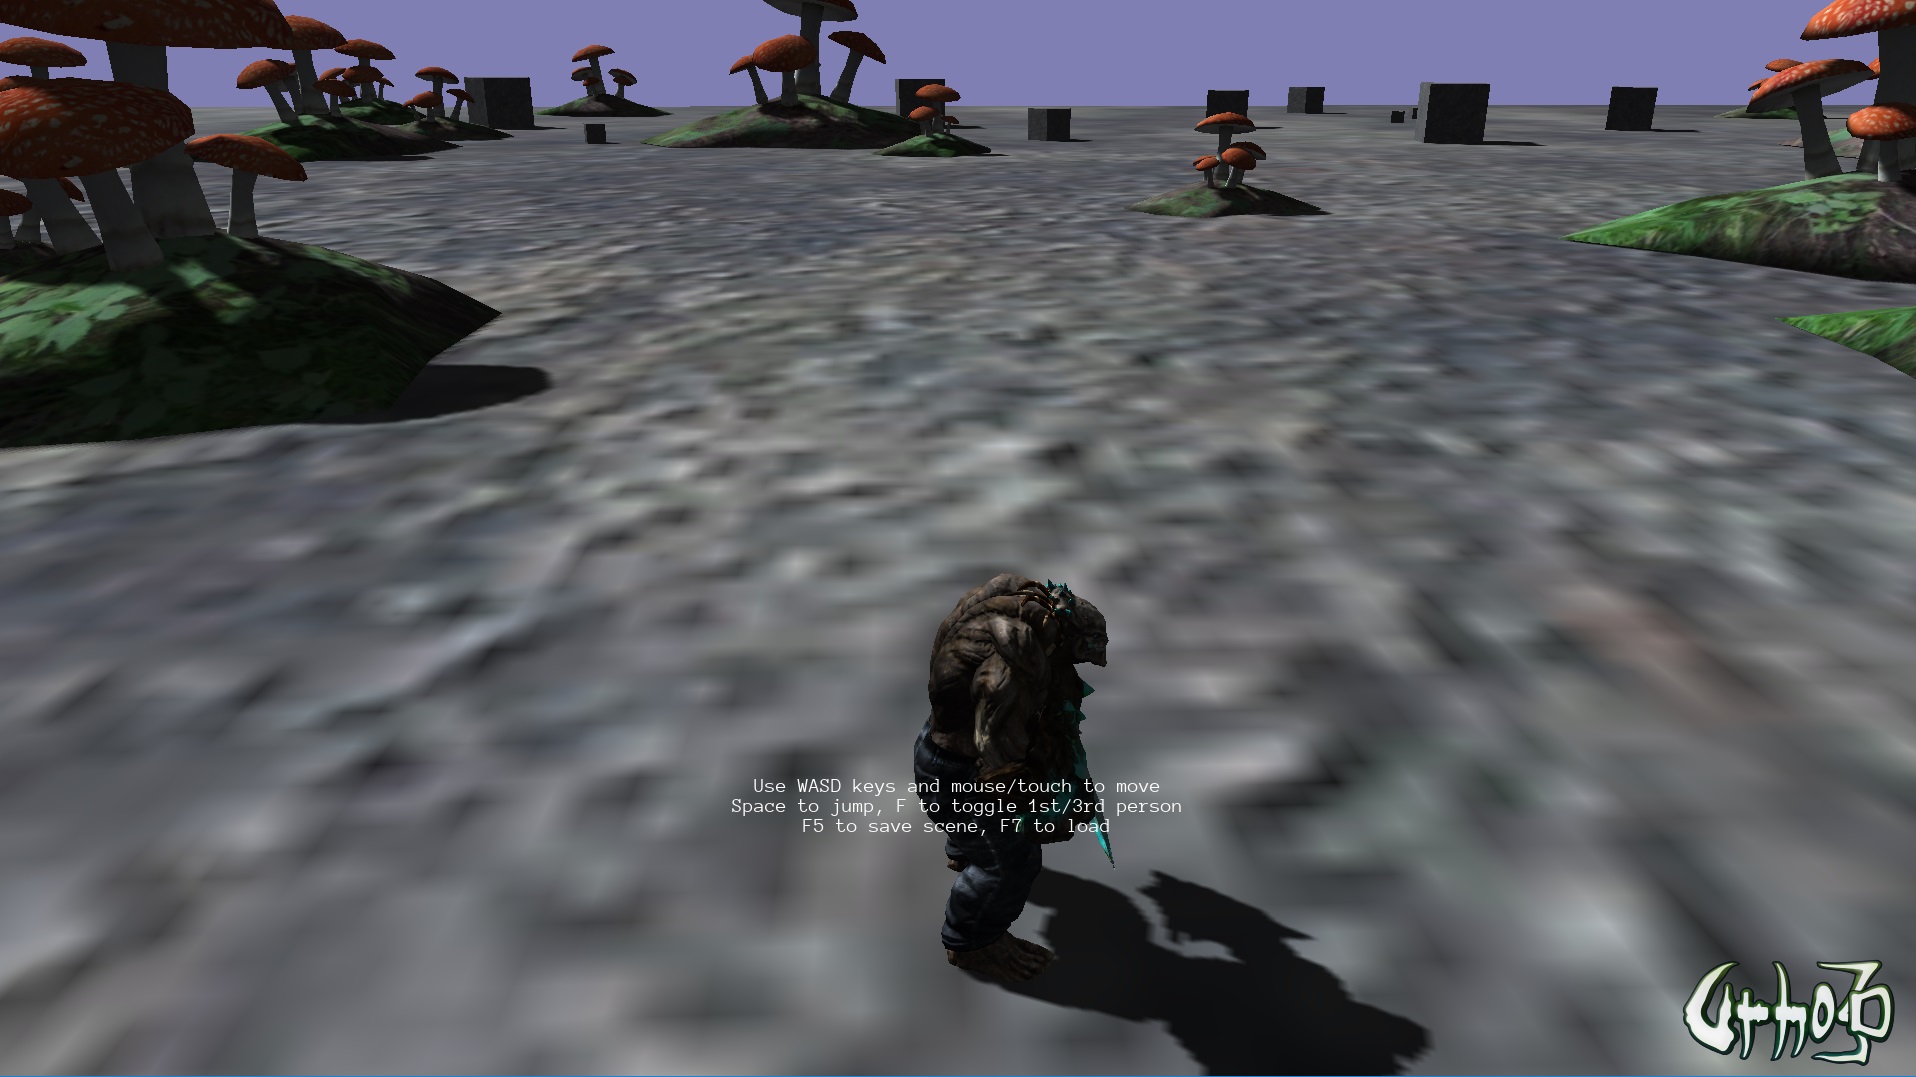 Use WASD keys and mouse/touch to move
Space to jump, F to toggle 1st/3rd person
F5 to save scene, F7 to load